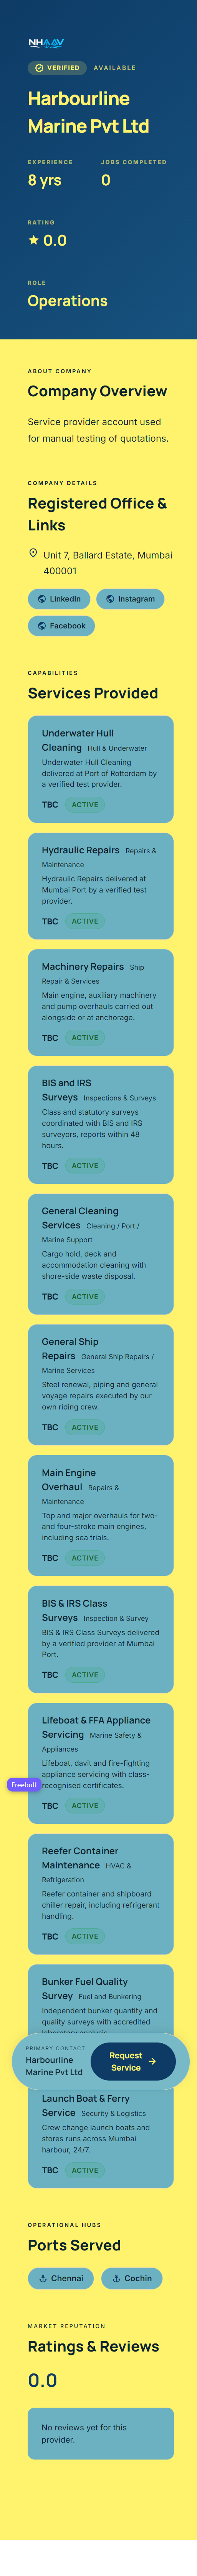 NHAAV
VERIFIED AVAILABLE
Harbourline
Marine Pvt Ltd
EXPERIENCE JOBS COMPLETED
8 yrs 0
RATING
★ 0.0
ROLE
Operations
ABOUT COMPANY
Company Overview
Service provider account used
for manual testing of quotations.
COMPANY DETAILS
Registered Office &
Links
Unit 7, Ballard Estate, Mumbai
400001
LinkedIn Instagram
Facebook
CAPABILITIES
Services Provided
Underwater Hull
Cleaning Hull & Underwater
Underwater Hull Cleaning
delivered at Port of Rotterdam by
a verified test provider.
TBC ACTIVE
Hydraulic Repairs Repairs &
Maintenance
Hydraulic Repairs delivered at
Mumbai Port by a verified test
provider.
TBC ACTIVE
Machinery Repairs Ship
Repair & Services
Main engine, auxiliary machinery
and pump overhauls carried out
alongside or at anchorage.
TBC ACTIVE
BIS and IRS
Surveys Inspections & Surveys
Class and statutory surveys
coordinated with BIS and IRS
surveyors, reports within 48
hours.
TBC ACTIVE
General Cleaning
Services Cleaning / Port /
Marine Support
Cargo hold, deck and
accommodation cleaning with
shore-side waste disposal.
TBC ACTIVE
General Ship
Repairs General Ship Repairs /
Marine Services
Steel renewal, piping and general
voyage repairs executed by our
own riding crew.
TBC ACTIVE
Main Engine
Overhaul Repairs &
Maintenance
Top and major overhauls for two-
and four-stroke main engines,
including sea trials.
TBC ACTIVE
BIS & IRS Class
Surveys Inspection & Survey
BIS & IRS Class Surveys delivered
by a verified provider at Mumbai
Port.
TBC ACTIVE
Lifeboat & FFA Appliance
Servicing Marine Safety &
Appliances
Lifeboat, davit and fire-fighting
appliance servicing with class-
recognised certificates.
Freebuff
TBC ACTIVE
Reefer Container
Maintenance HVAC &
Refrigeration
Reefer container and shipboard
chiller repair, including refrigerant
handling.
TBC ACTIVE
Bunker Fuel Quality
Survey Fuel and Bunkering
Independent bunker quantity and
quality surveys with accredited
laboratory analysis.
PRIMARY CONTACT
Harbourline
Marine Pvt Ltd
Request
Service
Launch Boat & Ferry
Service Security & Logistics
Crew change launch boats and
stores runs across Mumbai
harbour, 24/7.
TBC ACTIVE
OPERATIONAL HUBS
Ports Served
Chennai Cochin
MARKET REPUTATION
Ratings & Reviews
0.0
No reviews yet for this
provider.